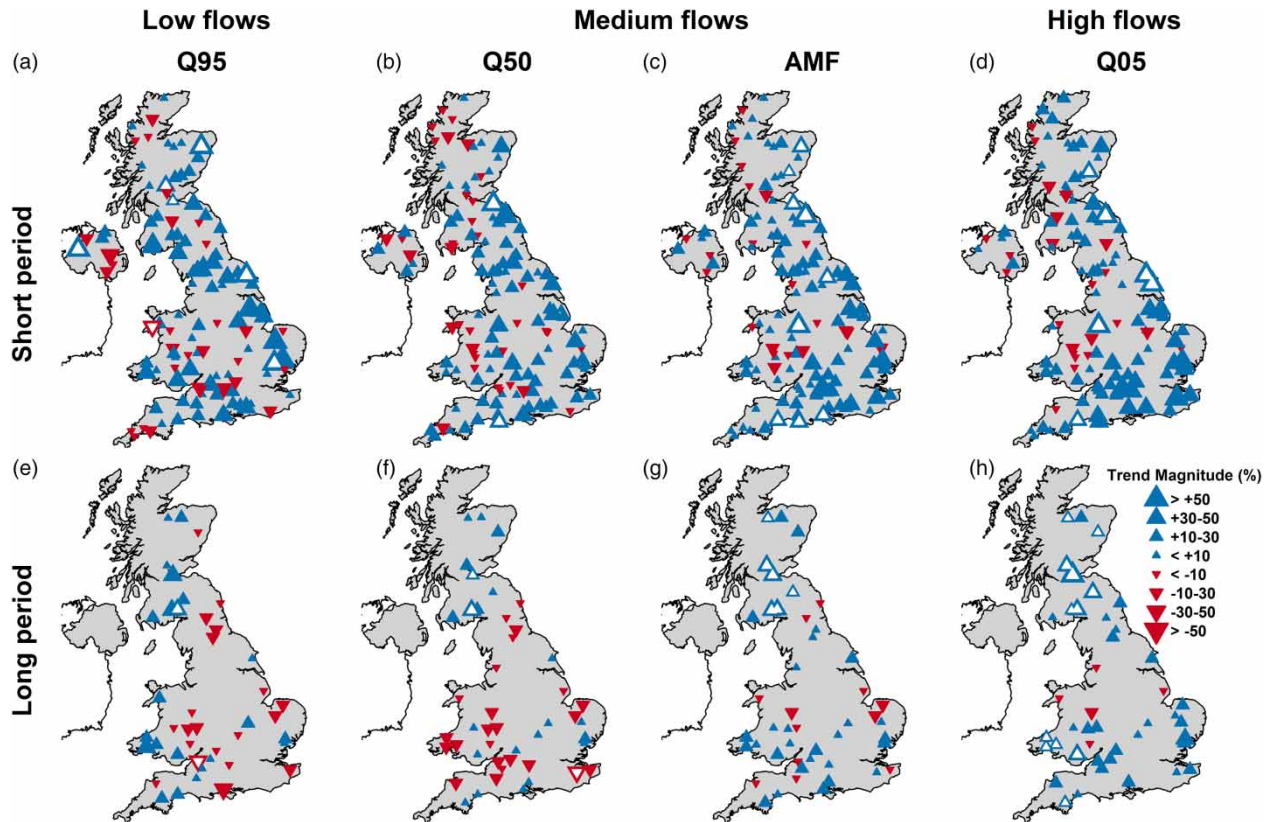 Low flows
Medium flows
High flows
(a) Q95
(b) Q50
(c) AMF
(d) Q05
Short period
(e)
(f)
(g)
(h)
Long period
Trend Magnitude (%)
> +50
+30-50
+10-30
< +10
< -10
-10-30
-30-50
> -50